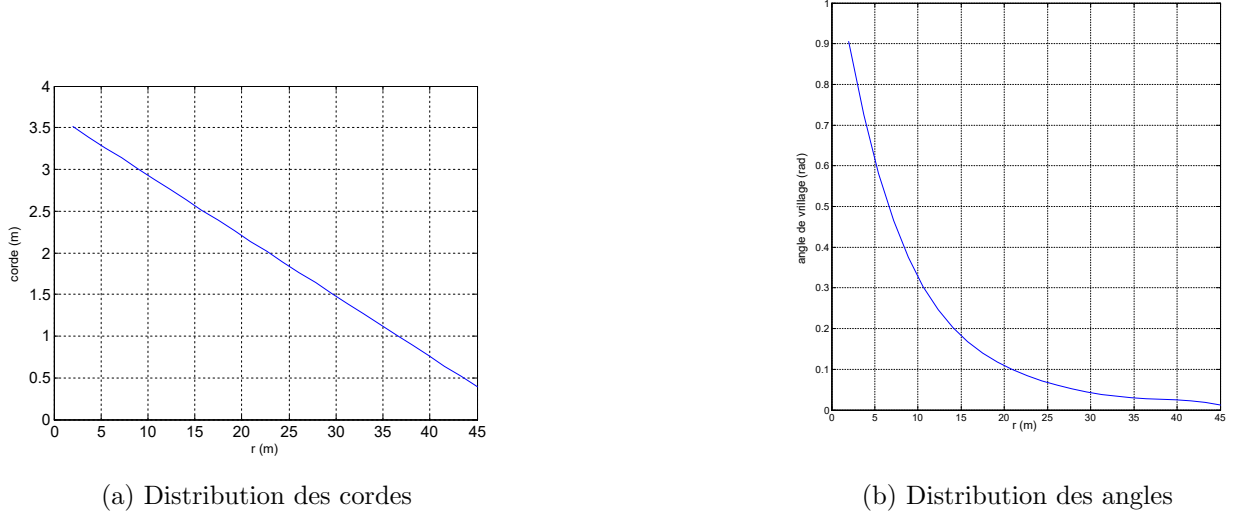 4
3.5
3
2.5
2
1.5
1
0.5
0
corde (m)
0 5 10 15 20 25 30 35 40 45
r (m)
(a) Distribution des cordes
1
0.9
0.8
0.7
0.6
0.5
0.4
0.3
0.2
0.1
0
angle de vrillage (rad)
0 5 10 15 20 25 30 35 40 45
r (m)
(b) Distribution des angles